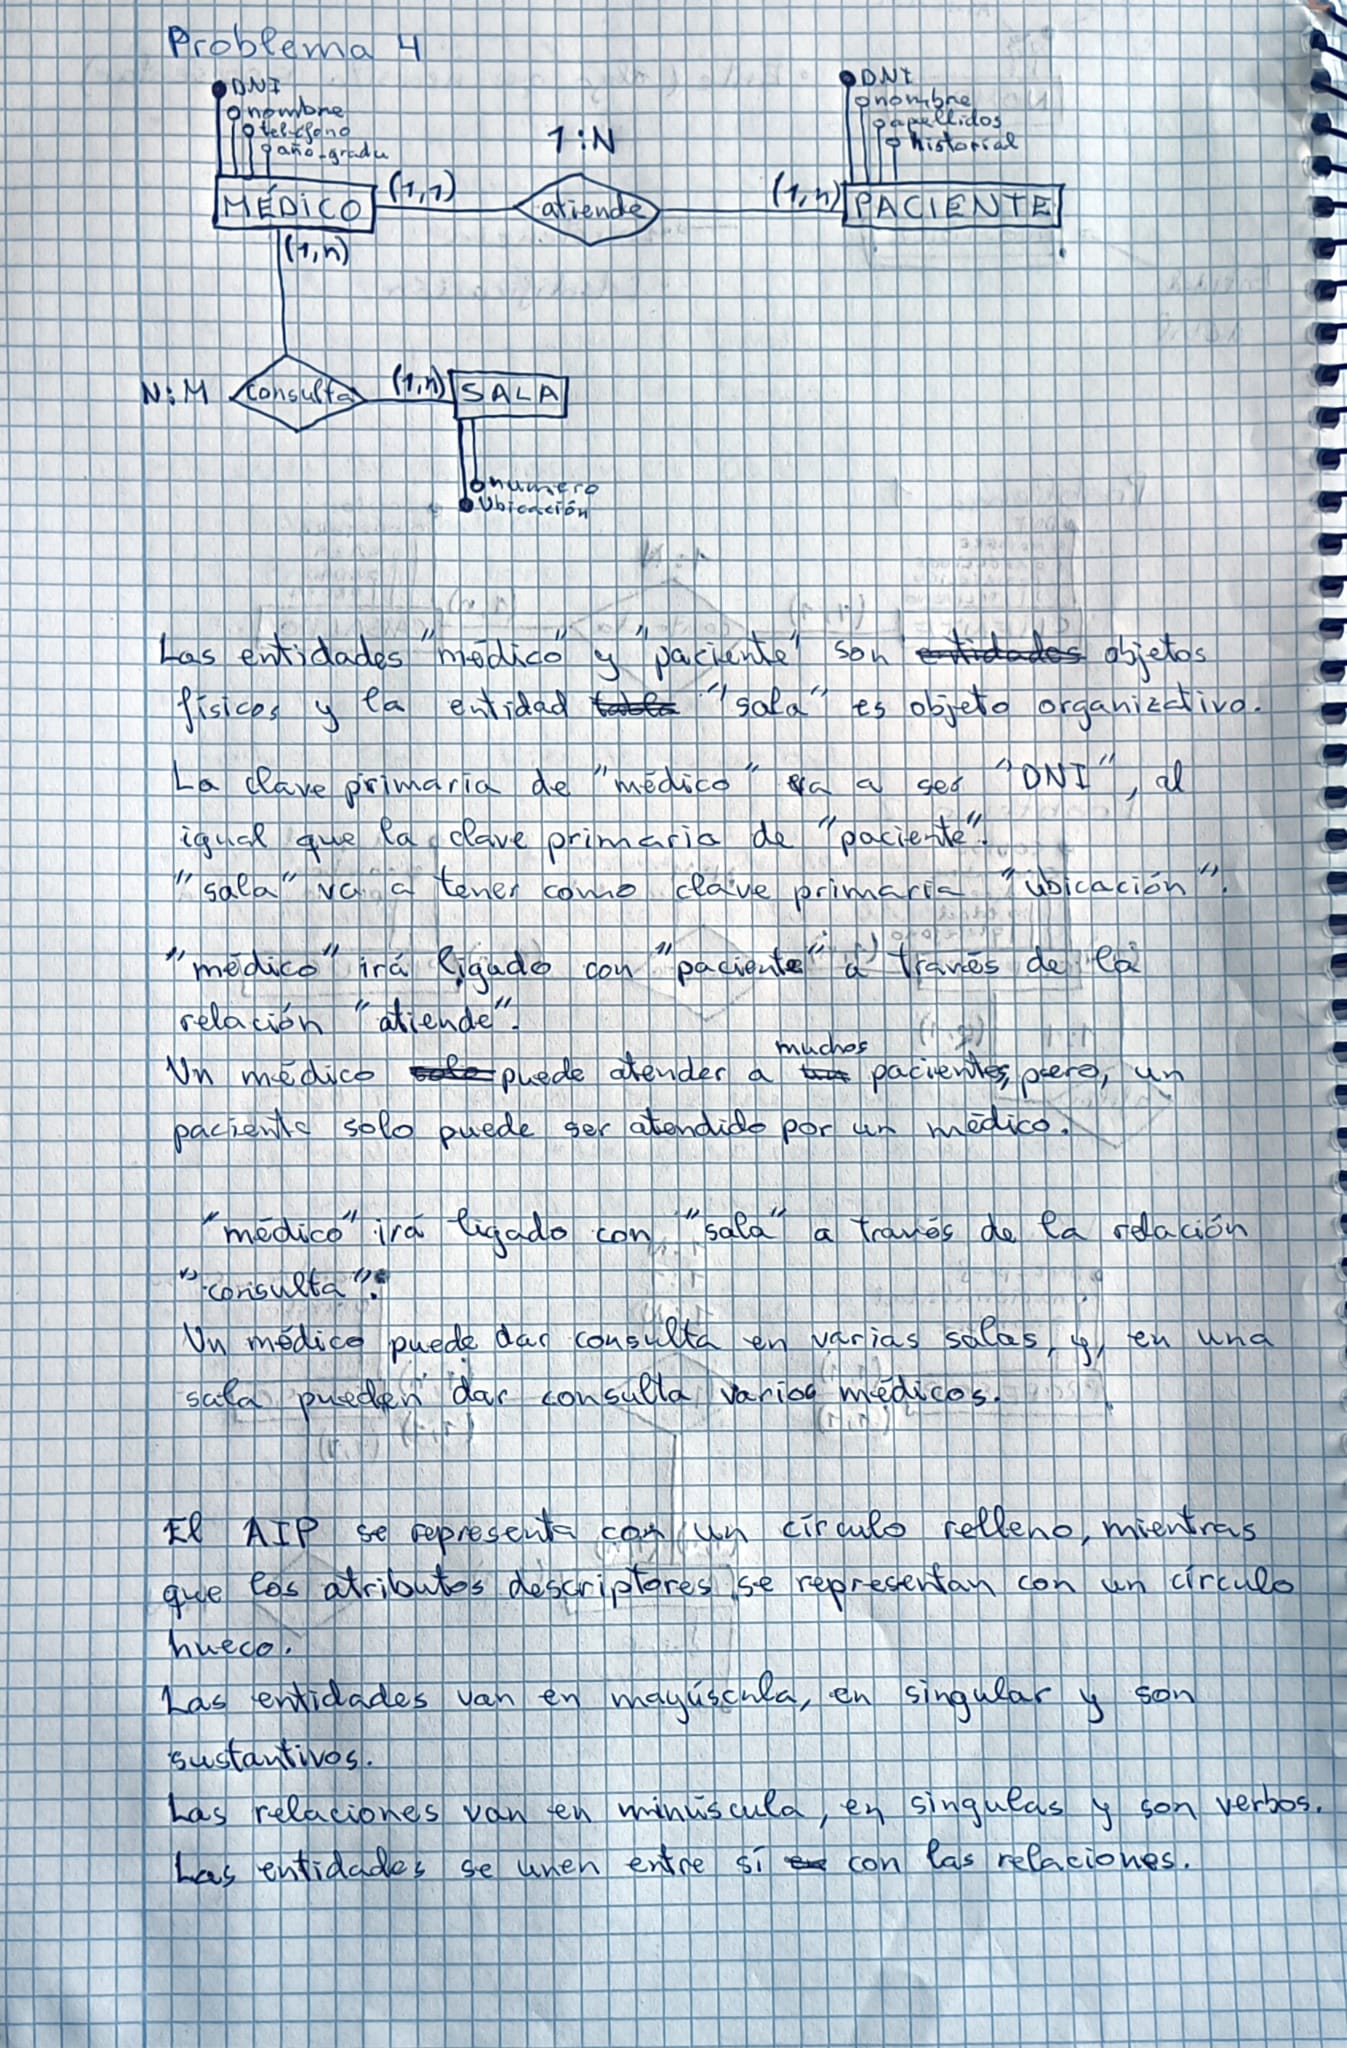 Problema 4
DNI
nombre
teléfono
año_gradu
DNI
nombre
apellidos
historial
1:N
MÉDICO (1,1) atiende (1,n) PACIENTE
(1,n)
N:M consulta (1,n) SALA
numero
Ubicación
Las entidades "médico" y "paciente" son entidades objetos
físicos y la entidad tabla "sala" es objeto organizativo.
La clave primaria de "médico" va a ser "DNI", al
igual que la clave primaria de "paciente".
"sala" va a tener como clave primaria "ubicación".
"médico" irá ligado con "paciente" a través de la
relación "atiende".
muchos
Un médico solo puede atender a pacientes, pero, un
paciente solo puede ser atendido por un médico.
"médico" irá ligado con "sala" a través de la relación
"consulta".
Un médico puede dar consulta en varias salas, y, en una
sala pueden dar consulta varios médicos.
El AIP se representa con un círculo relleno, mientras
que los atributos descriptores se representan con un círculo
hueco.
Las entidades van en mayúscula, en singular y son
sustantivos.
Las relaciones van en minúscula, en singulas y son verbos.
Las entidades se unen entre sí con las relaciones.